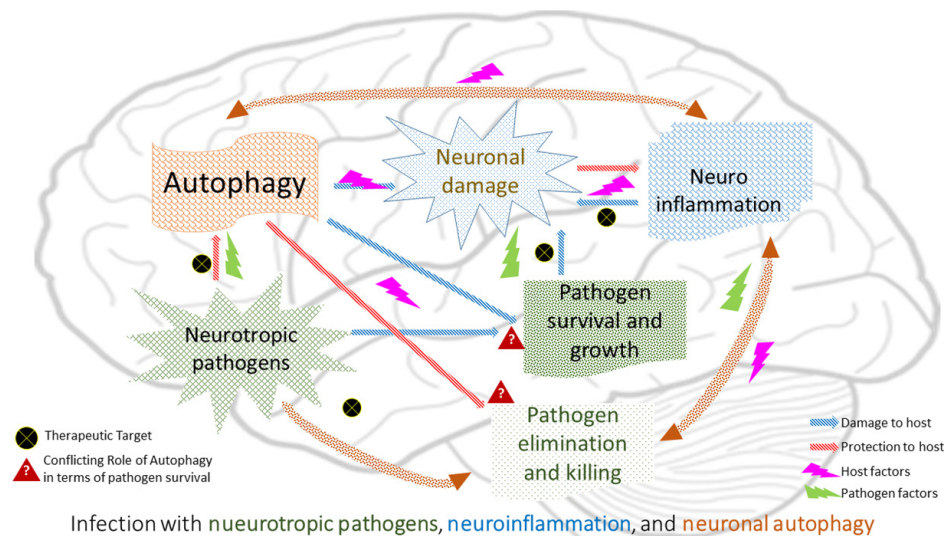 Autophagy
Neuronal
damage
Neuro
inflammation
Neurotropic
pathogens
Pathogen
survival and
growth
?
?
Pathogen
elimination
and killing
Therapeutic Target
?
Conflicting Role of Autophagy
in terms of pathogen survival
Damage to host
Protection to host
Host factors
Pathogen factors
Infection with nueurotropic pathogens, neuroinflammation, and neuronal autophagy